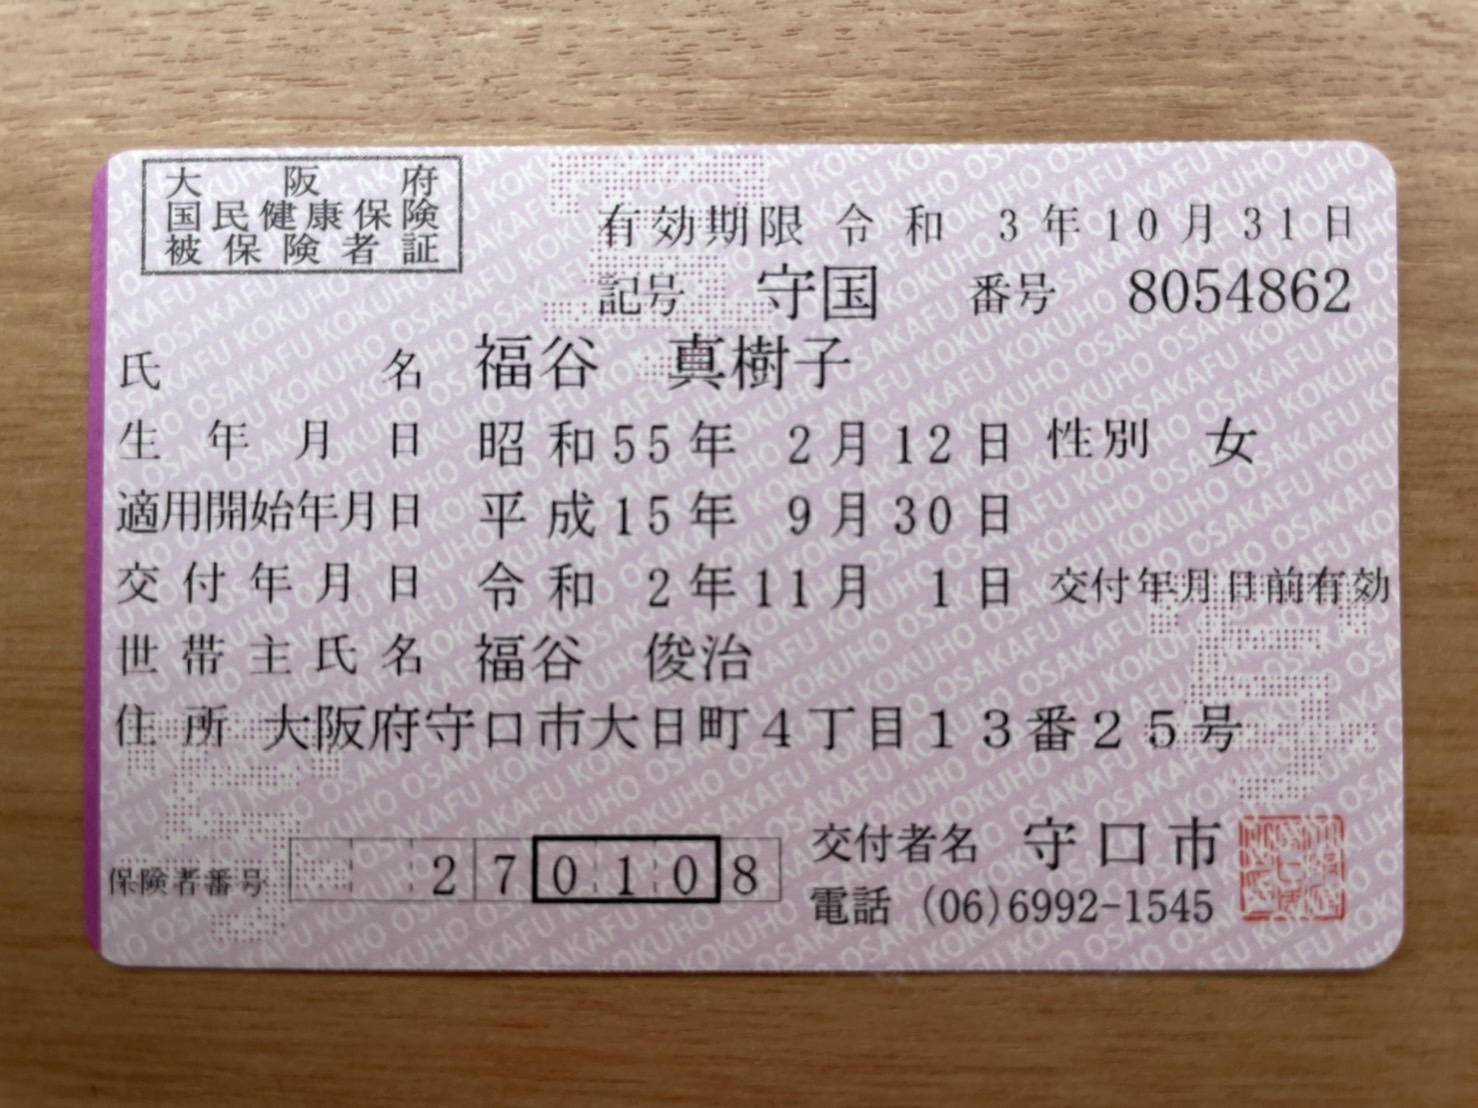 大阪府
国民健康保険
被保険者証
有効期限 令和 3年10月31日
記号 守国 番号 8054862
氏名 福谷 真樹子
生年月日 昭和55年 2月12日 性別 女
適用開始年月日 平成15年 9月30日
交付年月日 令和 2年11月 1日 交付年月日前有効
世帯主氏名 福谷 俊治
住所 大阪府守口市大日町4丁目13番25号
保険者番号 270108
交付者名 守口市
電話 (06)6992-1545